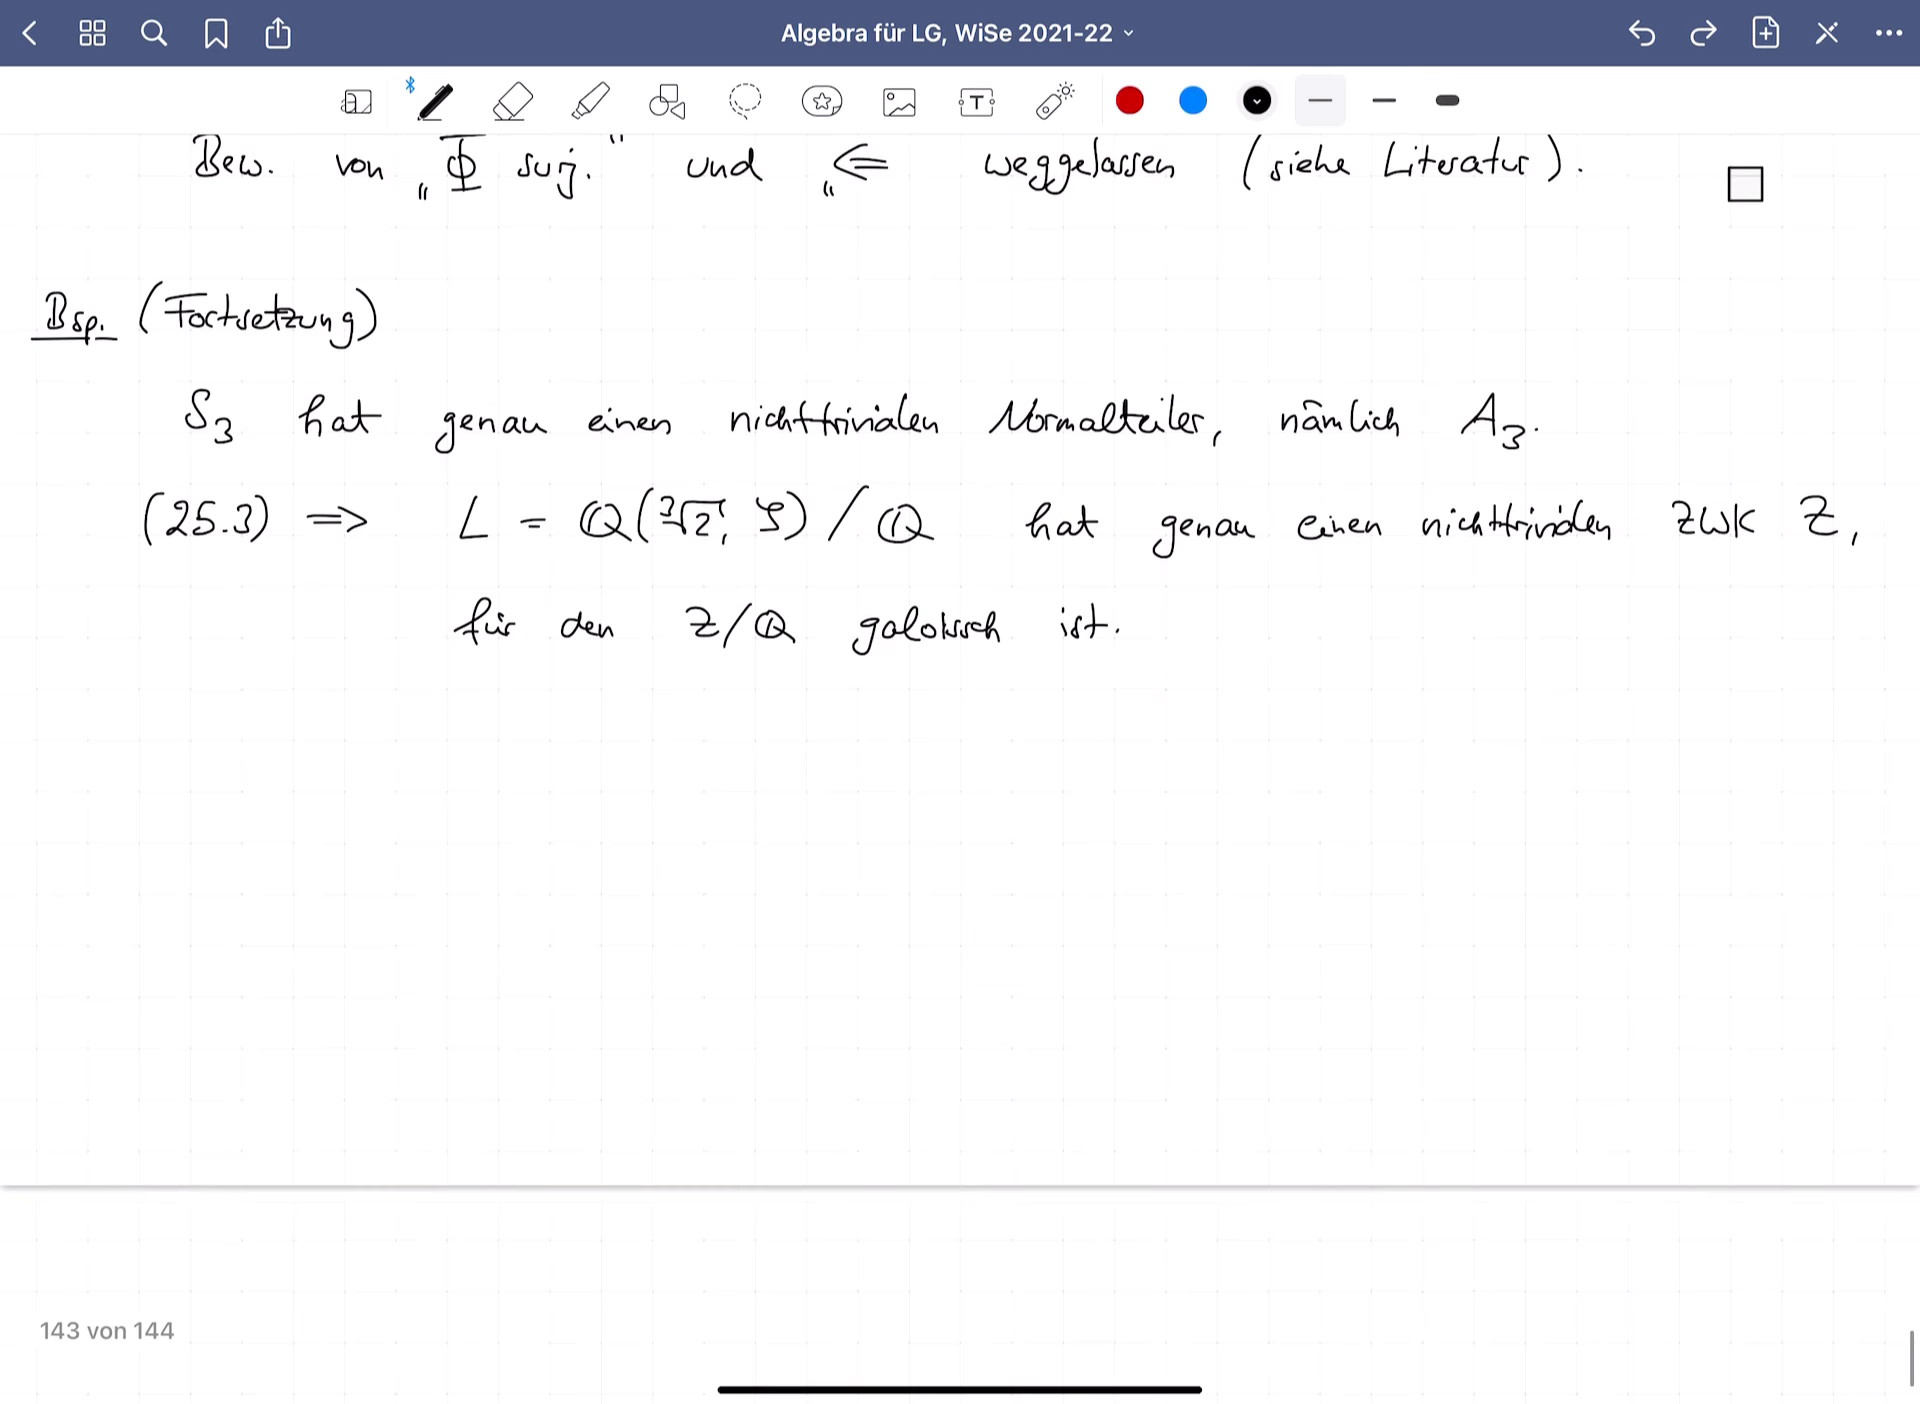 Algebra für LG, WiSe 2021-22
Bew. von „Φ surj." und „⇐ weggelassen (siehe Literatur). □
Bsp. (Fortsetzung)
S₃ hat genau einen nichttrivialen Normalteiler, nämlich A₃.
(25.3) ⇒ L = ℚ(∛2, ζ) / ℚ hat genau einen nichttrivialen ZWK Z,
für den Z/ℚ galoissch ist.
143 von 144